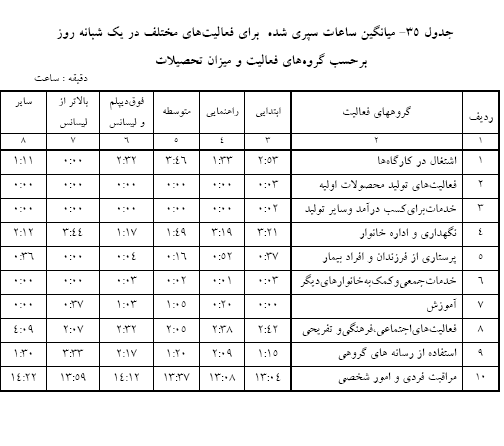 جدول ۳۵- میانگین ساعات سپری شده برای فعالیت‌های مختلف در یک شبانه روز
برحسب گروه‌های فعالیت و میزان تحصیلات
دقیقه : ساعت
ردیف گروههای فعالیت ابتدایی راهنمایی متوسطه فوق‌دیپلم و لیسانس بالاتر از لیسانس سایر
۱ ۲ ۳ ۴ ۵ ۶ ۷ ۸
۱ اشتغال در کارگاه‌ها ۲:۵۳ ۱:۳۳ ۳:۴۶ ۲:۳۲ ۰:۰۰ ۱:۱۱
۲ فعالیت‌های تولید محصولات اولیه ۰:۰۳ ۰:۰۰ ۰:۰۰ ۰:۰۰ ۰:۰۰ ۰:۰۰
۳ خدمات‌برای‌کسب درآمد وسایر تولید ۰:۰۲ ۰:۰۰ ۰:۰۰ ۰:۰۰ ۰:۰۰ ۰:۰۰
۴ نگهداری و اداره خانوار ۳:۲۱ ۳:۱۹ ۱:۴۹ ۱:۱۷ ۳:۴۴ ۲:۱۲
۵ پرستاری از فرزندان و افراد بیمار ۰:۳۷ ۰:۵۲ ۰:۱۶ ۰:۰۴ ۰:۰۰ ۰:۳۶
۶ خدمات‌جمعی‌وکمک‌به‌خانوارهای‌دیگر ۰:۰۳ ۰:۰۱ ۰:۰۲ ۰:۰۳ ۰:۰۰ ۰:۰۰
۷ آموزش ۰:۰۰ ۰:۲۰ ۱:۰۵ ۱:۰۳ ۰:۳۷ ۰:۰۰
۸ فعالیت‌های‌اجتماعی،فرهنگی‌و تفریحی ۲:۴۲ ۲:۳۸ ۲:۰۵ ۲:۳۲ ۲:۰۷ ۴:۰۹
۹ استفاده از رسانه های گروهی ۱:۱۵ ۲:۰۹ ۱:۲۰ ۲:۱۷ ۳:۳۳ ۱:۳۰
۱۰ مراقبت فردی و امور شخصی ۱۳:۰۴ ۱۳:۰۸ ۱۳:۳۷ ۱۴:۱۲ ۱۳:۵۹ ۱۴:۲۲